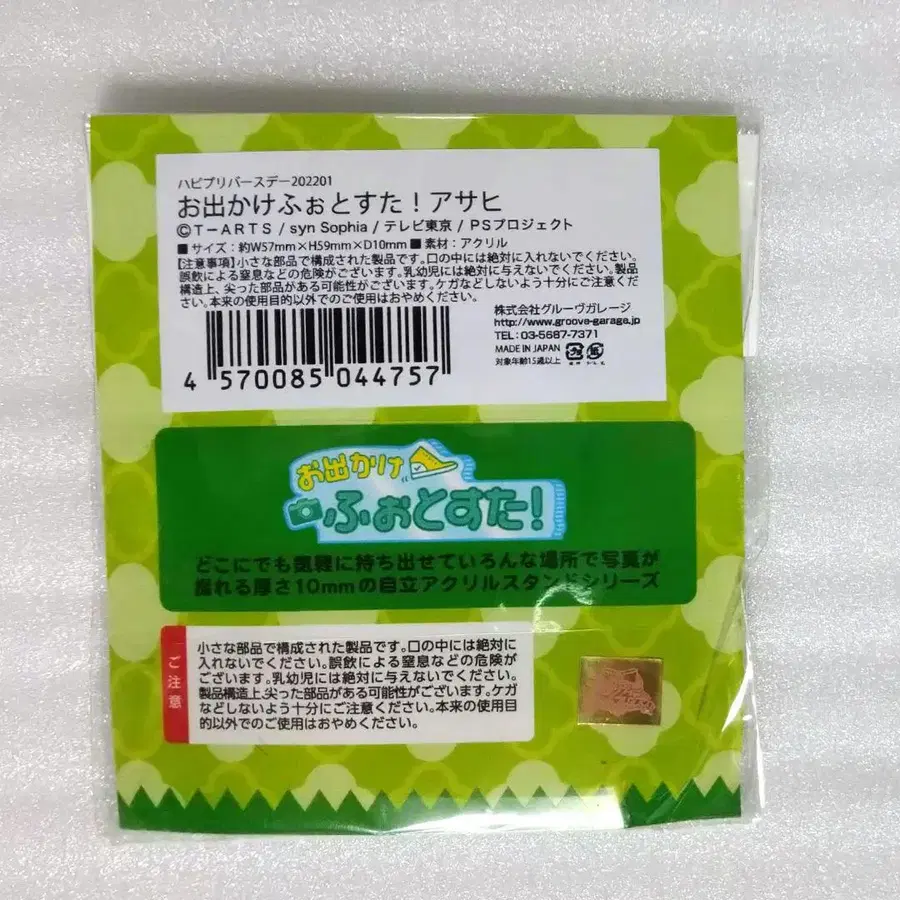 ハピプリバースデー202201
お出かけふぉとすた！アサヒ
©T-ARTS / syn Sophia / テレビ東京 / PSプロジェクト
■サイズ：約W57mm×H59mm×D10mm■素材：アクリル
【注意事項】小さな部品で構成された製品です。口の中には絶対に入れないでください。
誤飲による窒息などの危険がございます。乳幼児には絶対に与えないでください。製品
構造上、尖った部品がある可能性がございます。ケガなどしないよう十分にご注意くださ
い。本来の使用目的以外でのご使用はおやめください。
株式会社グルーヴガレージ
http://www.groove-garage.jp
TEL：03-5687-7371
MADE IN JAPAN
対象年齢15歳以上
4 570085 044757
お出かけ
ふぉとすた！
どこにでも気軽に持ち出せていろんな場所で写真が
撮れる厚さ10mmの自立アクリルスタンドシリーズ
ご注意
小さな部品で構成された製品です。口の中には絶対に
入れないでください。誤飲による窒息などの危険が
ございます。乳幼児には絶対に与えないでください。
製品構造上、尖った部品がある可能性がございます。ケガ
などしないよう十分にご注意ください。本来の使用目
的以外でのご使用はおやめください。